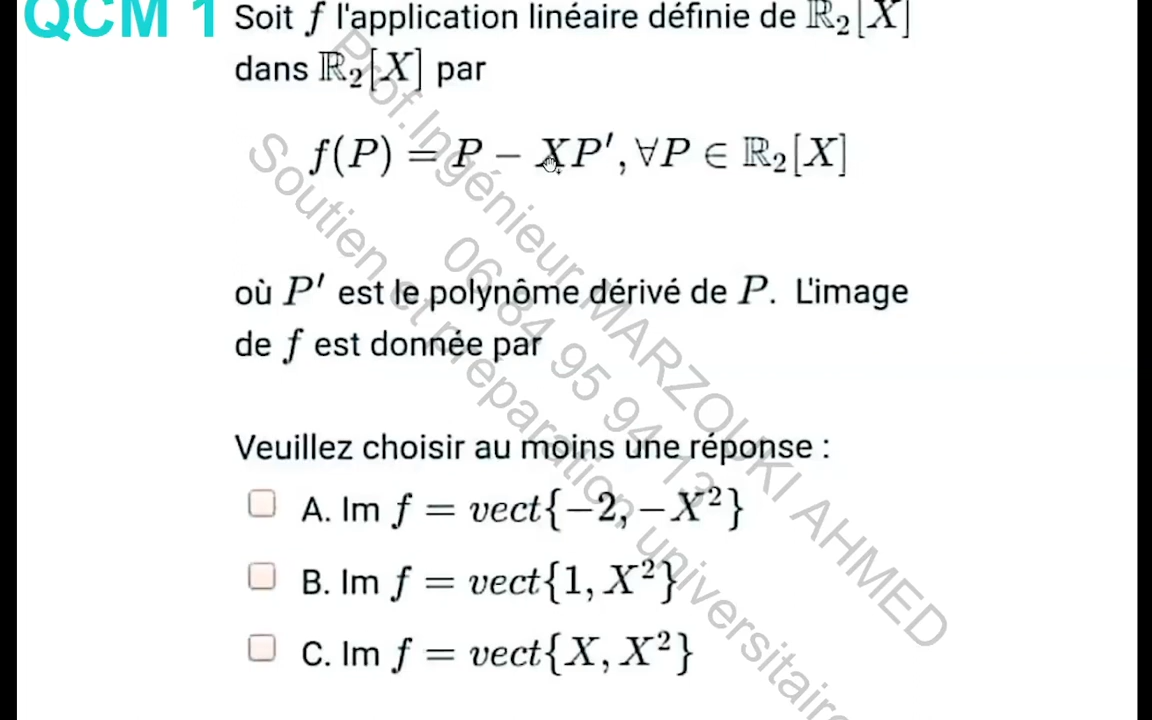 QCM 1 Soit f l'application linéaire définie de ℝ₂[X]
dans ℝ₂[X] par
f(P) = P − XP′, ∀P ∈ ℝ₂[X]
où P′ est le polynôme dérivé de P. L'image
de f est donnée par
Veuillez choisir au moins une réponse :
A. Im f = vect{−2, −X²}
B. Im f = vect{1, X²}
C. Im f = vect{X, X²}
Prof.Ingénieur MARZOUKI AHMED
06 84 95 94 13
Soutien et préparation universitaire